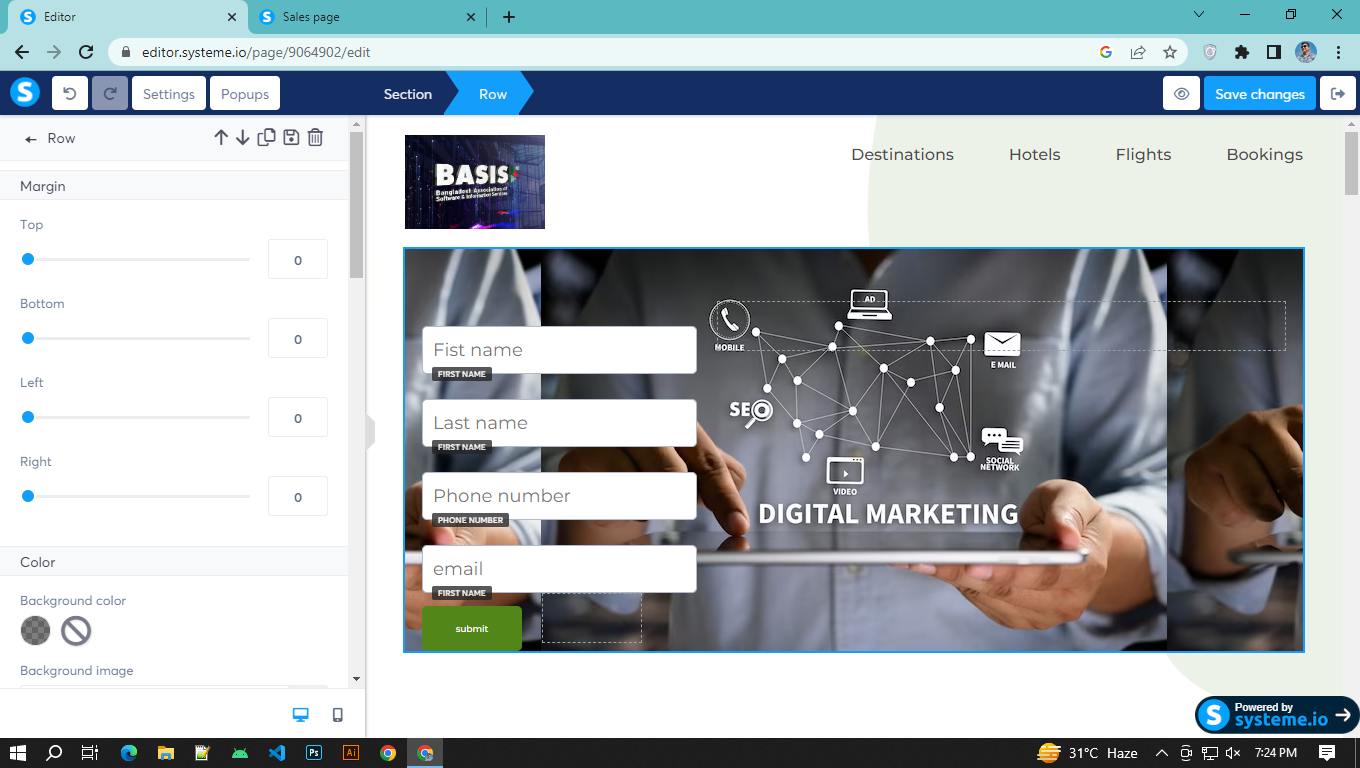 Editor
Sales page
editor.systeme.io/page/9064902/edit
S
Settings
Popups
Section
Row
Save changes
Row
Margin
Top
0
Bottom
0
Left
0
Right
0
Color
Background color
Background image
BASIS
Bangladesh Association of
Software & Information Services
Destinations
Hotels
Flights
Bookings
Fist name
FIRST NAME
Last name
FIRST NAME
Phone number
PHONE NUMBER
email
FIRST NAME
submit
AD
MOBILE
E MAIL
SEO
SOCIAL
NETWORK
VIDEO
DIGITAL MARKETING
Powered by
systeme.io
Ps
Ai
31°C Haze
7:24 PM